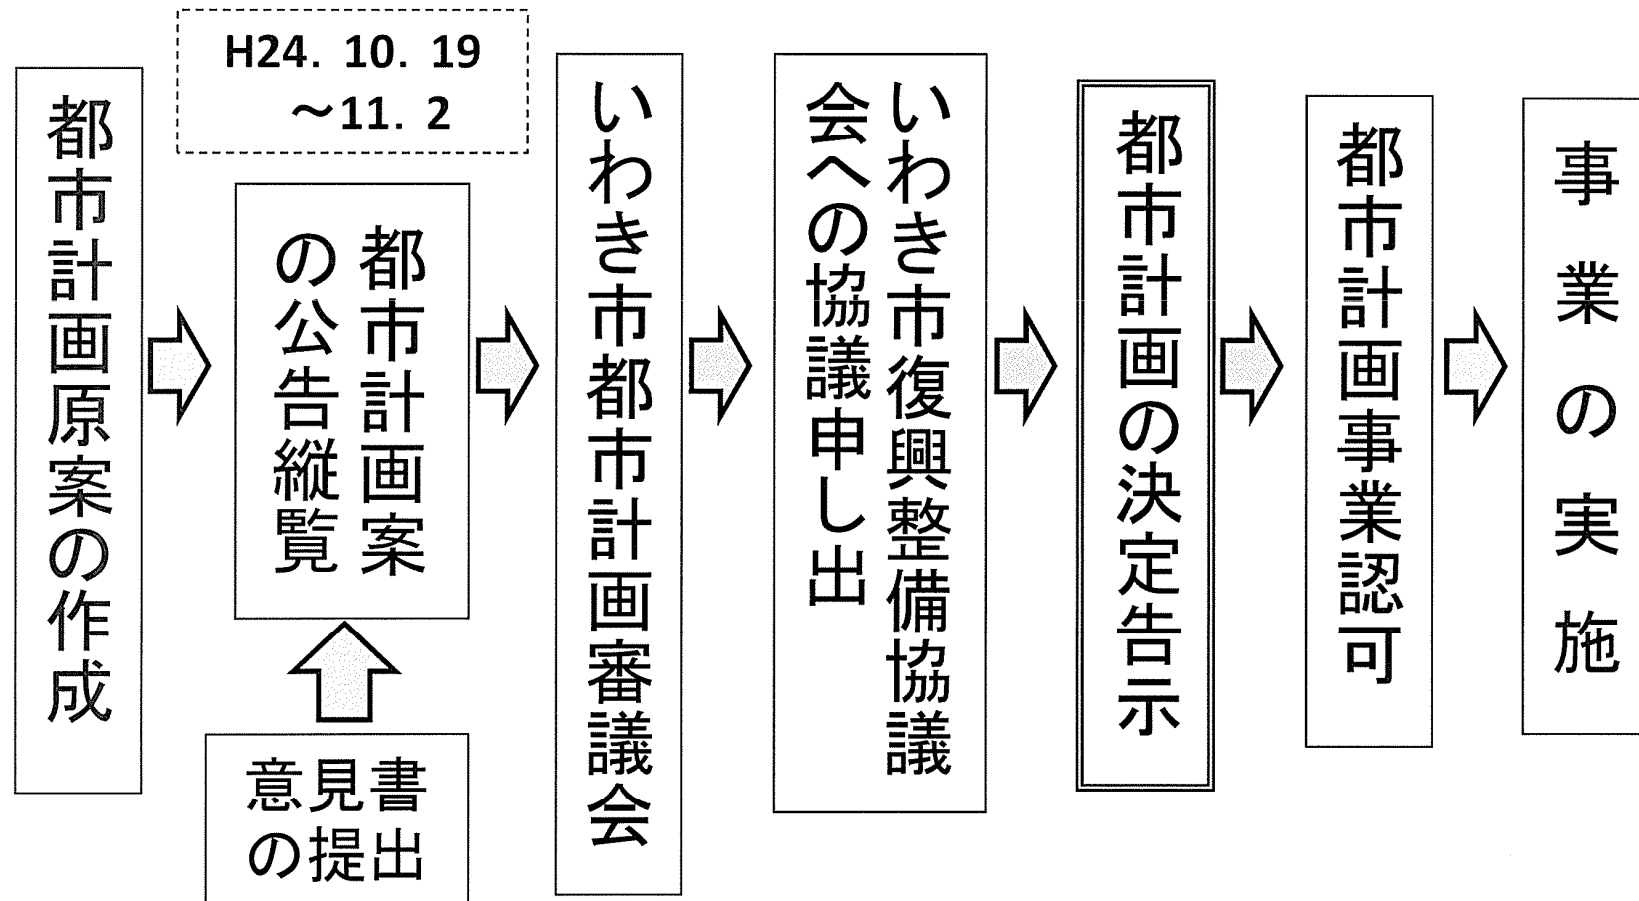 都市計画原案の作成
H24. 10. 19
～11. 2
都市計画案
の公告縦覧
意見書
の提出
いわき市都市計画審議会
いわき市復興整備協議
会への協議申し出
都市計画の決定告示
都市計画事業認可
事業の実施